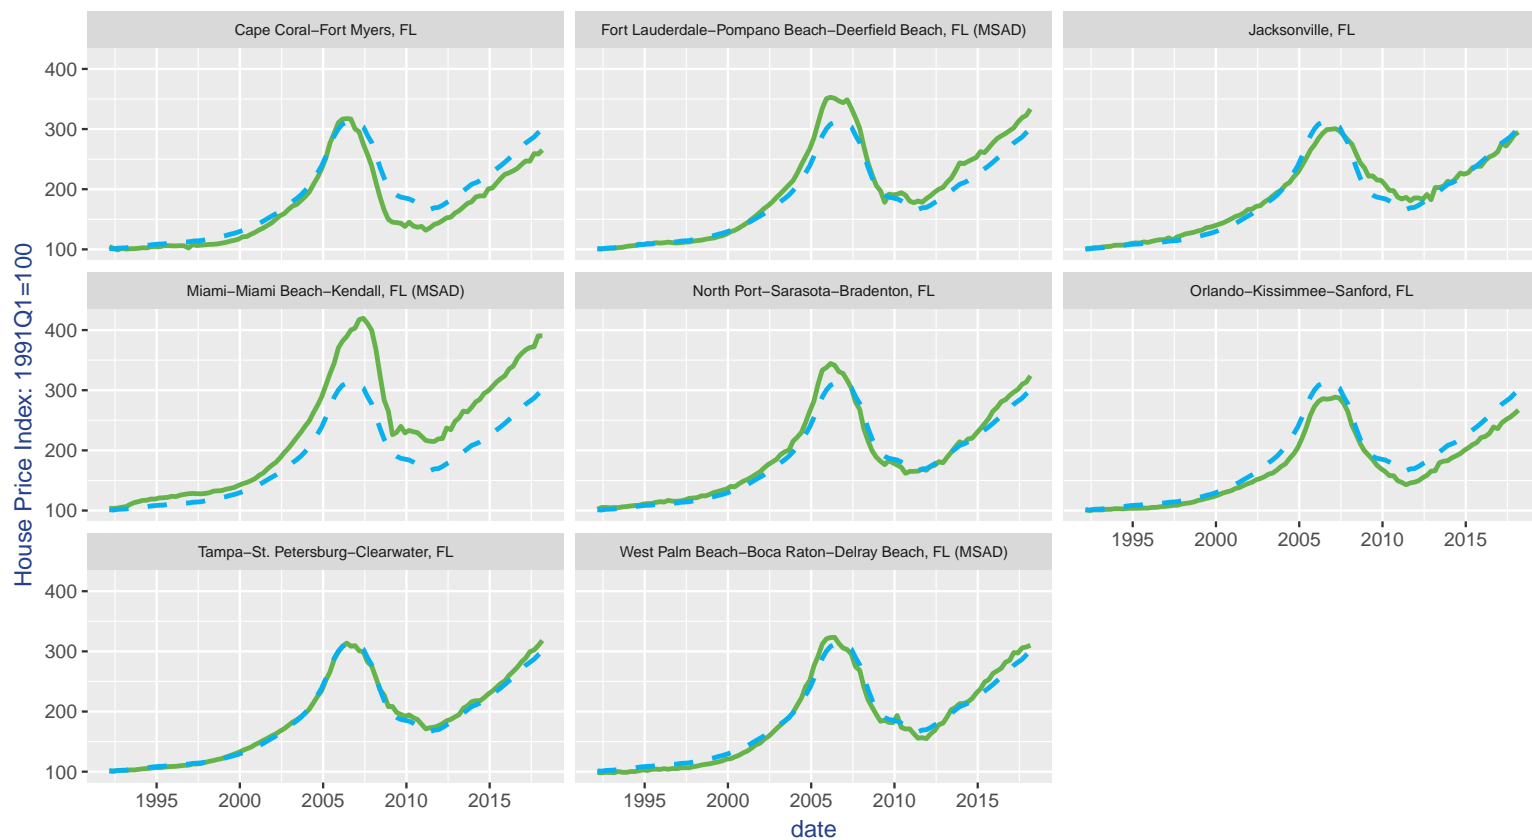 Cape Coral−Fort Myers, FL
Fort Lauderdale−Pompano Beach−Deerfield Beach, FL (MSAD)
Jacksonville, FL
400
300
200
100
Miami−Miami Beach−Kendall, FL (MSAD)
North Port−Sarasota−Bradenton, FL
Orlando−Kissimmee−Sanford, FL
400
300
200
100
1995 2000 2005 2010 2015
Tampa−St. Petersburg−Clearwater, FL
West Palm Beach−Boca Raton−Delray Beach, FL (MSAD)
400
300
200
100
1995 2000 2005 2010 2015
1995 2000 2005 2010 2015
date
House Price Index: 1991Q1=100